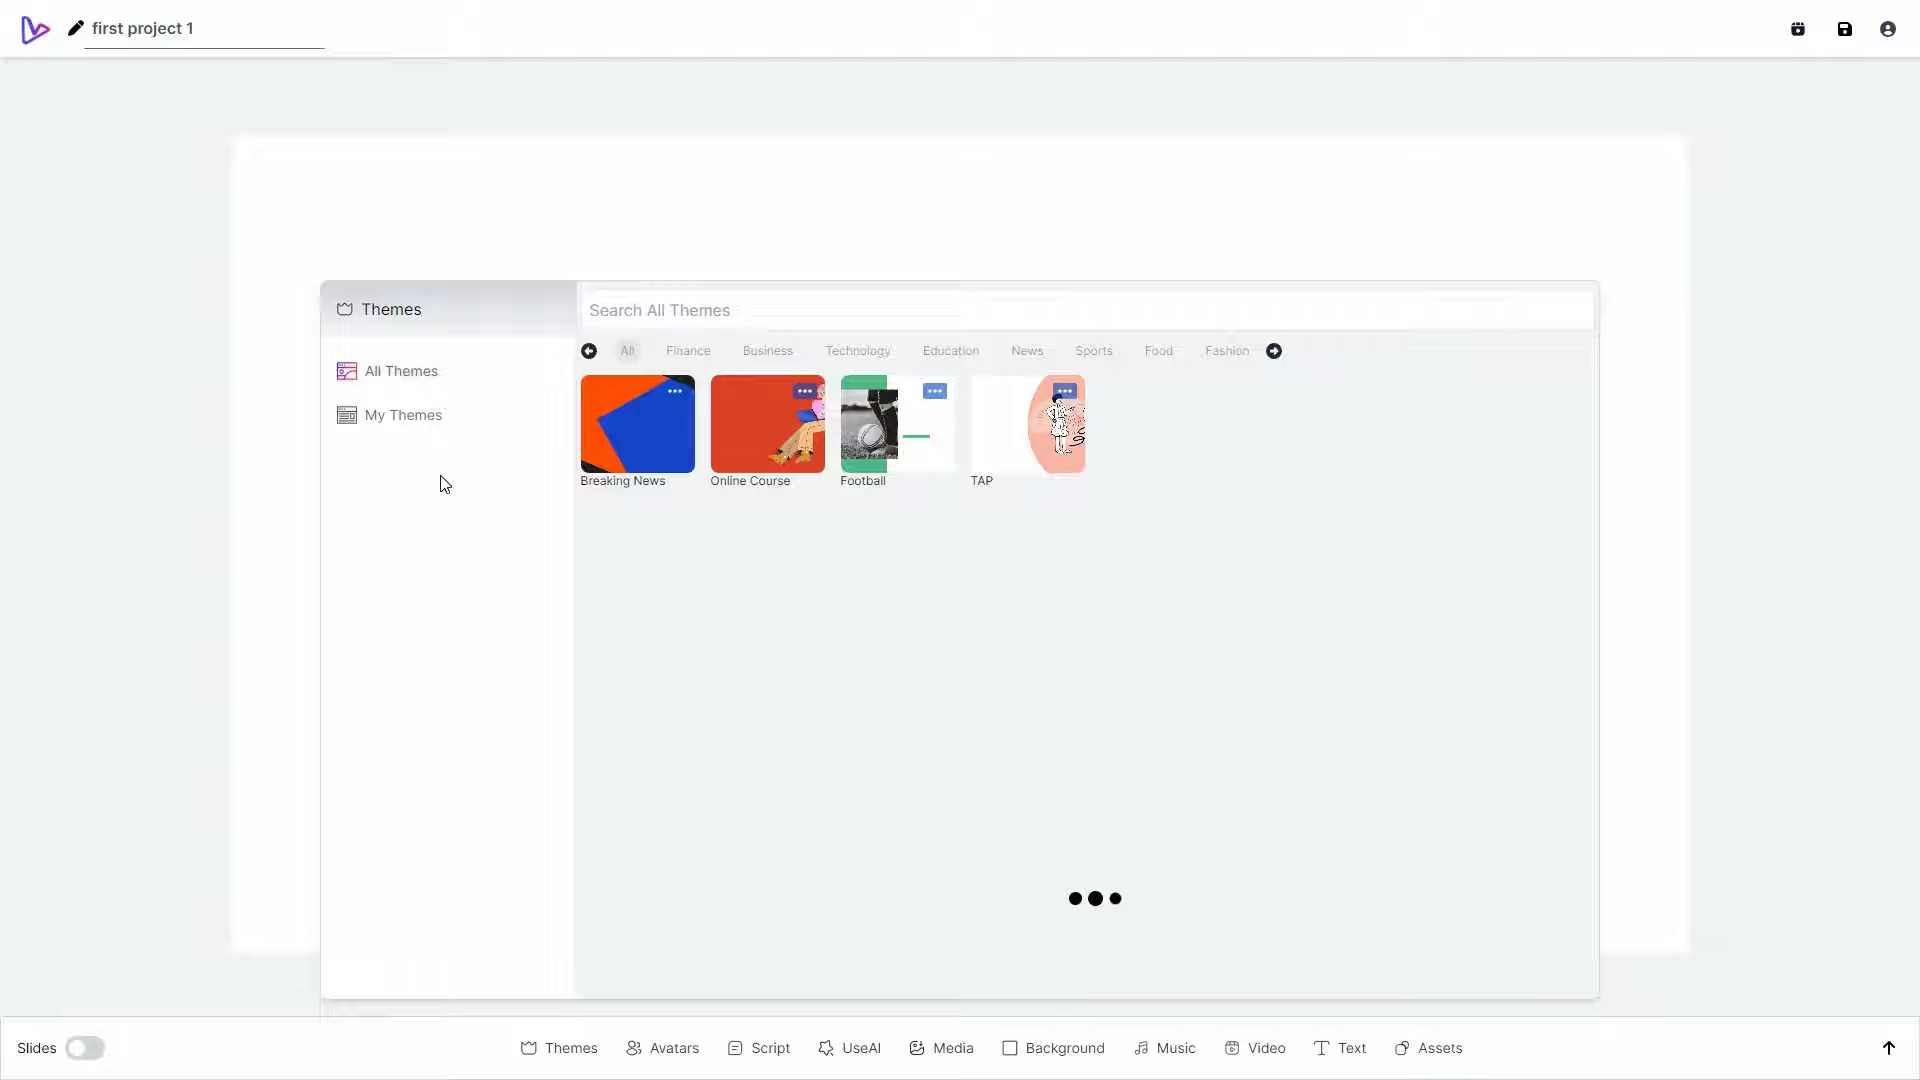 first project 1
Themes
Search All Themes
All Finance Business Technology Education News Sports Food Fashion
All Themes
My Themes
Breaking News Online Course Football TAP
Slides Themes Avatars Script UseAI Media Background Music Video Text Assets